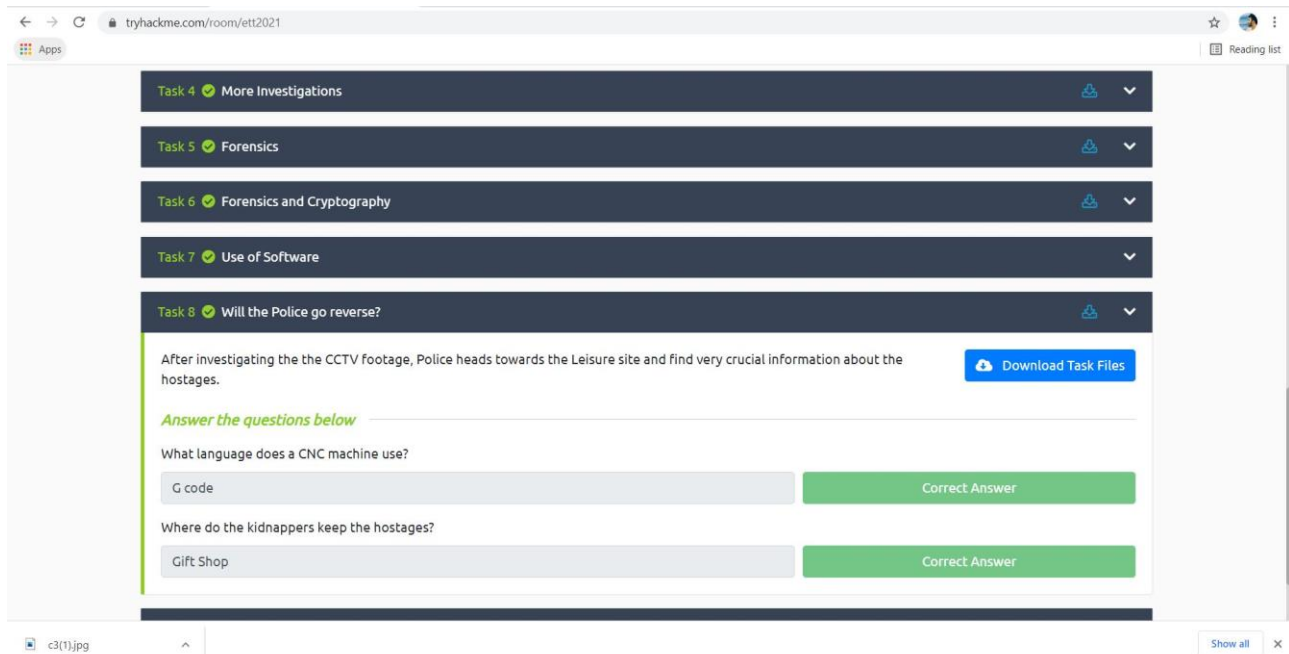 tryhackme.com/room/ett2021
Apps
Reading list
Task 4 More Investigations
Task 5 Forensics
Task 6 Forensics and Cryptography
Task 7 Use of Software
Task 8 Will the Police go reverse?
After investigating the the CCTV footage, Police heads towards the Leisure site and find very crucial information about the
hostages.
Download Task Files
Answer the questions below
What language does a CNC machine use?
G code
Correct Answer
Where do the kidnappers keep the hostages?
Gift Shop
Correct Answer
c3(1).jpg
Show all